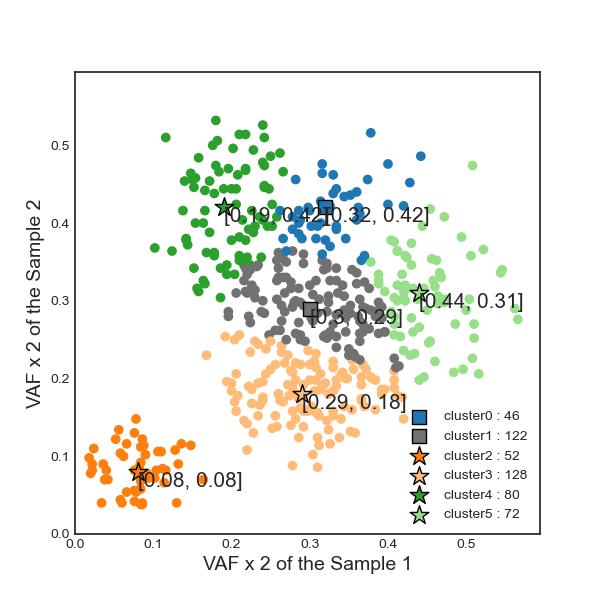 0.5
0.4
0.3
0.2
0.1
0.0
VAF x 2 of the Sample 2
[0.19, 0.42]
[0.32, 0.42]
[0.44, 0.31]
[0.3, 0.29]
[0.29, 0.18]
[0.08, 0.08]
cluster0 : 46
cluster1 : 122
cluster2 : 52
cluster3 : 128
cluster4 : 80
cluster5 : 72
0.0 0.1 0.2 0.3 0.4 0.5
VAF x 2 of the Sample 1